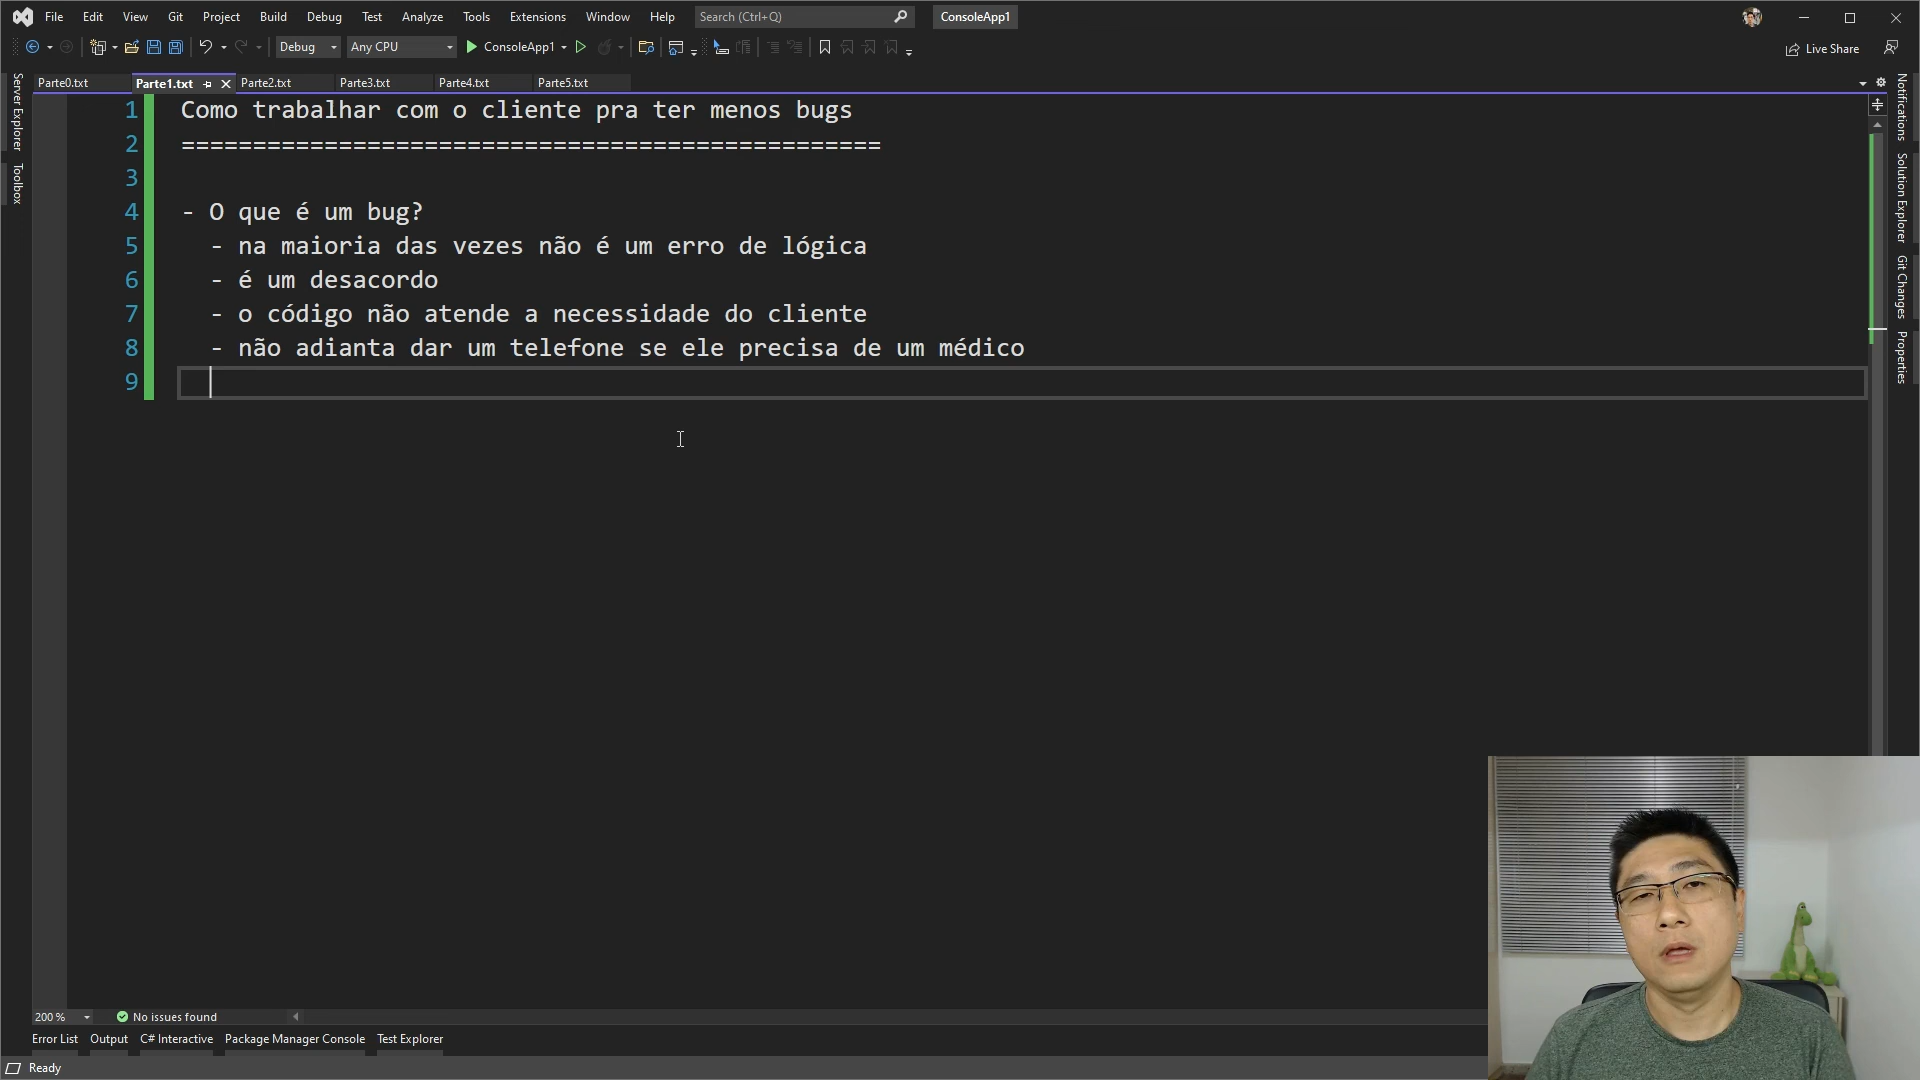 File Edit View Git Project Build Debug Test Analyze Tools Extensions Window Help Search (Ctrl+Q) ConsoleApp1
Debug Any CPU ConsoleApp1 Live Share
Parte0.txt Parte1.txt Parte2.txt Parte3.txt Parte4.txt Parte5.txt
Server Explorer
Toolbox
1 Como trabalhar com o cliente pra ter menos bugs
2 =================================================
3
4 - O que é um bug?
5 - na maioria das vezes não é um erro de lógica
6 - é um desacordo
7 - o código não atende a necessidade do cliente
8 - não adianta dar um telefone se ele precisa de um médico
9
Notifications
Solution Explorer
Git Changes
Properties
200 % No issues found
Error List Output C# Interactive Package Manager Console Test Explorer
Ready